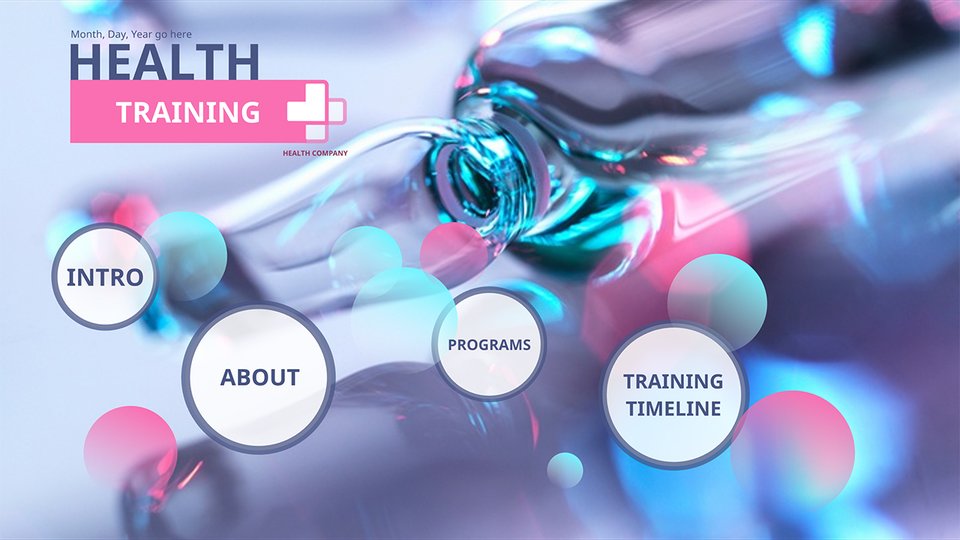 Month, Day, Year go here
HEALTH
TRAINING
HEALTH COMPANY
INTRO
ABOUT
PROGRAMS
TRAINING
TIMELINE